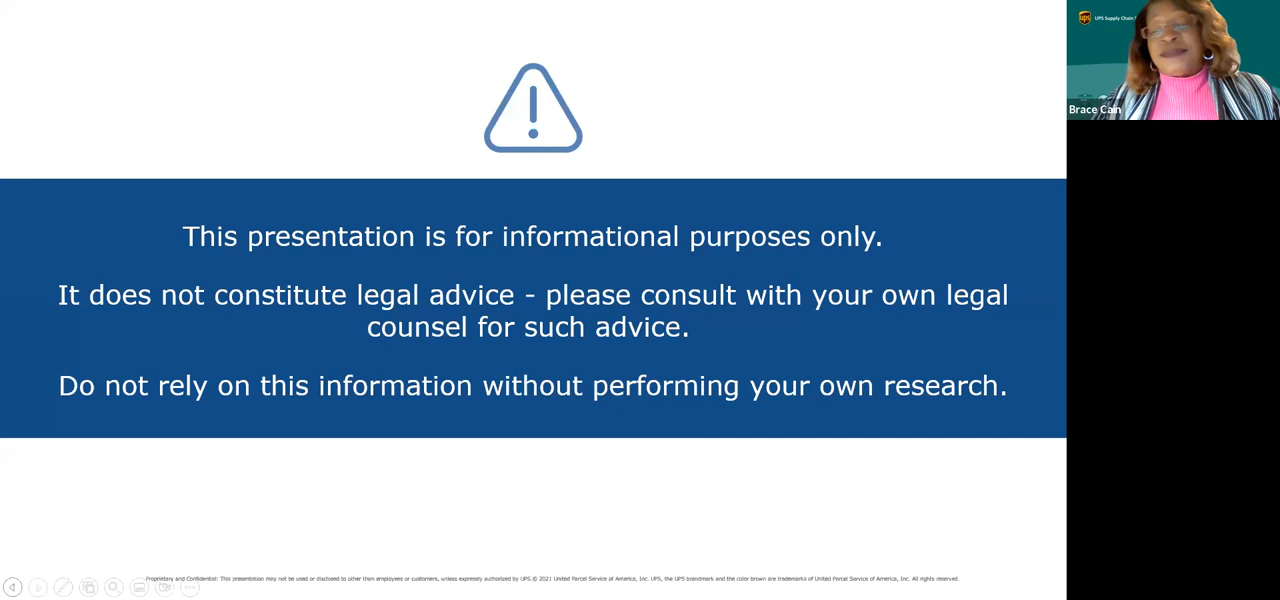 This presentation is for informational purposes only.
It does not constitute legal advice - please consult with your own legal
counsel for such advice.
Do not rely on this information without performing your own research.
Proprietary and Confidential: This presentation may not be used or disclosed to other than employees or customers, unless expressly authorized by UPS.© 2021 United Parcel Service of America, Inc. UPS, the UPS brandmark and the color brown are trademarks of United Parcel Service of America, Inc. All rights reserved.
ups
UPS Supply Chain
Brace Cain